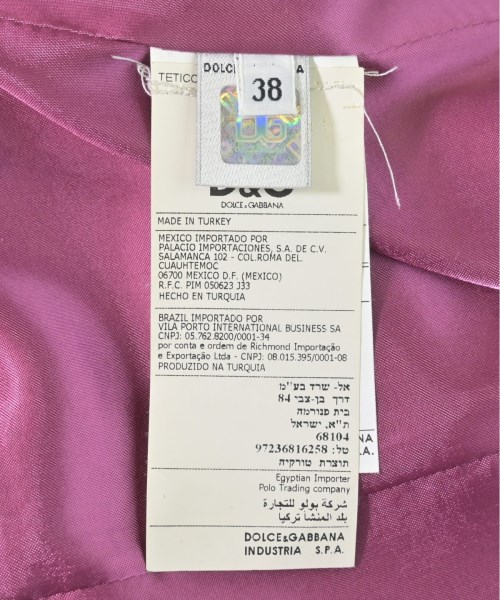 TETICO
DOLCE GABBANA
38
D&G
DOLCE&GABBANA
MADE IN TURKEY
MEXICO IMPORTADO POR
PALACIO IMPORTACIONES, S.A. DE C.V.
SALAMANCA 102 - COL.ROMA DEL.
CUAUHTEMOC
06700 MEXICO D.F. (MEXICO)
R.F.C. PIM 050623 J33
HECHO EN TURQUIA
BRAZIL IMPORTADO POR
VILA PORTO INTERNATIONAL BUSINESS SA
CNPJ: 05.762.8200/0001-34
por conta e ordem de Richmond Importação
e Exportação Ltda - CNPJ: 08.015.395/0001-08
PRODUZIDO NA TURQUIA
אל- שרד בע"מ
דרך בן-צבי 84
בית פנורמה
ת"א, ישראל
68104
טל: 97236816258
תוצרת טורקיה
NA
.A.
Egyptian Importer
Polo Trading company
شركة بولو للتجارة
بلد المنشأ تركيا
DOLCE&GABBANA
INDUSTRIA S.P.A.